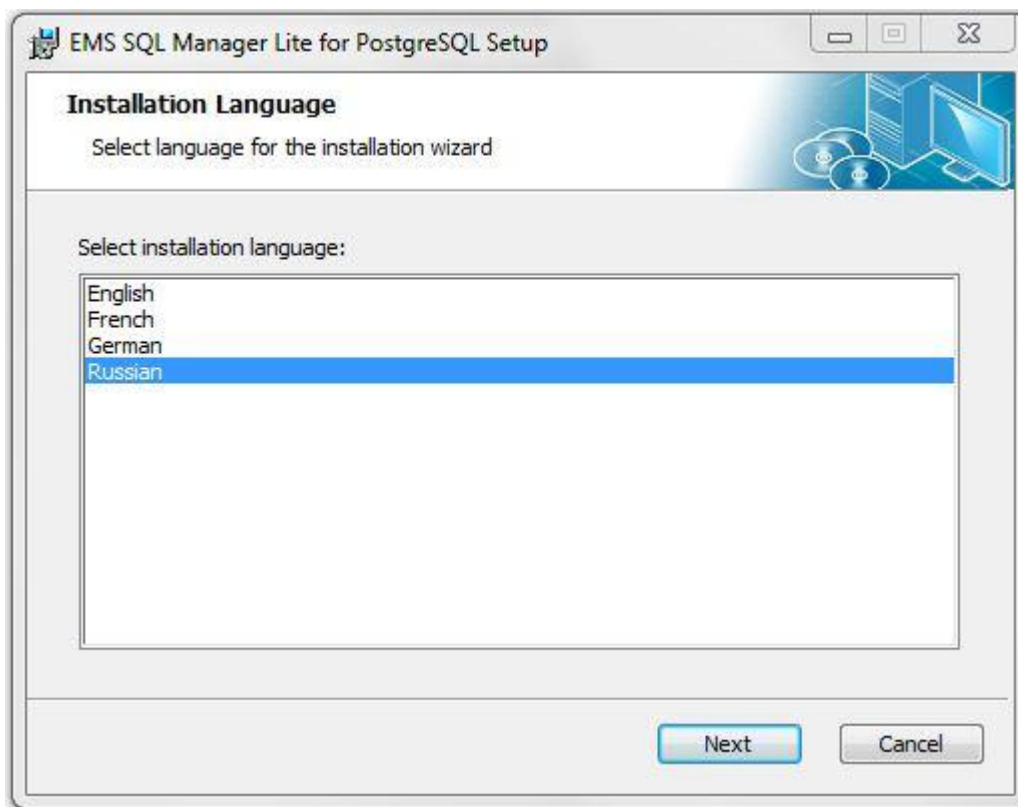 EMS SQL Manager Lite for PostgreSQL Setup
Installation Language
Select language for the installation wizard
Select installation language:
English
French
German
Russian
Next
Cancel